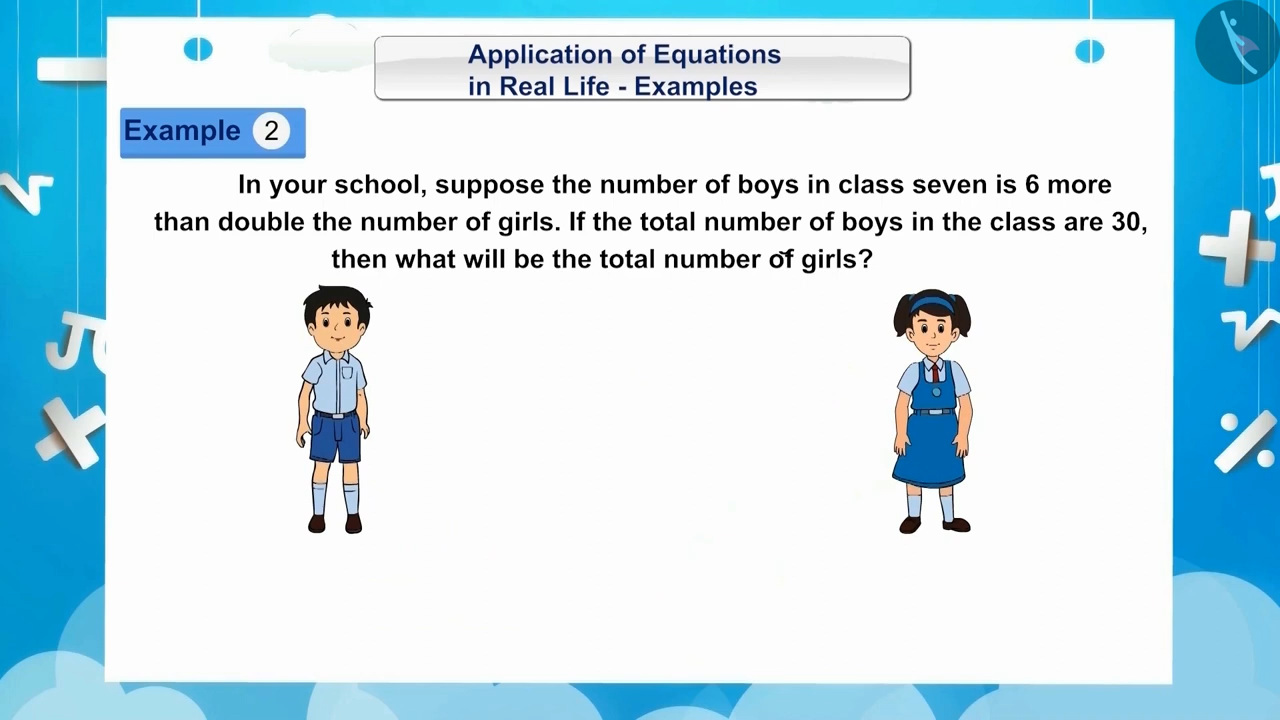 Application of Equations
in Real Life - Examples
Example 2
In your school, suppose the number of boys in class seven is 6 more
than double the number of girls. If the total number of boys in the class are 30,
then what will be the total number of girls?